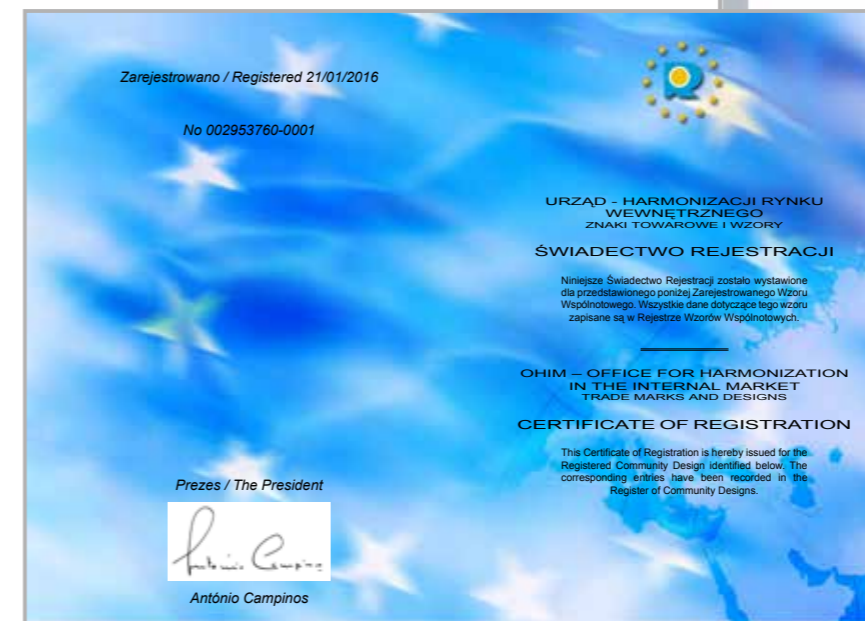 Zarejestrowano / Registered 21/01/2016
No 002953760-0001
Prezes / The President
António Campinos
URZĄD - HARMONIZACJI RYNKU
WEWNĘTRZNEGO
ZNAKI TOWAROWE I WZORY
ŚWIADECTWO REJESTRACJI
Niniejsze Świadectwo Rejestracji zostało wystawione
dla przedstawionego poniżej Zarejestrowanego Wzoru
Wspólnotowego. Wszystkie dane dotyczące tego wzoru
zapisane są w Rejestrze Wzorów Wspólnotowych.
OHIM – OFFICE FOR HARMONIZATION
IN THE INTERNAL MARKET
TRADE MARKS AND DESIGNS
CERTIFICATE OF REGISTRATION
This Certificate of Registration is hereby issued for the
Registered Community Design identified below. The
corresponding entries have been recorded in the
Register of Community Designs.